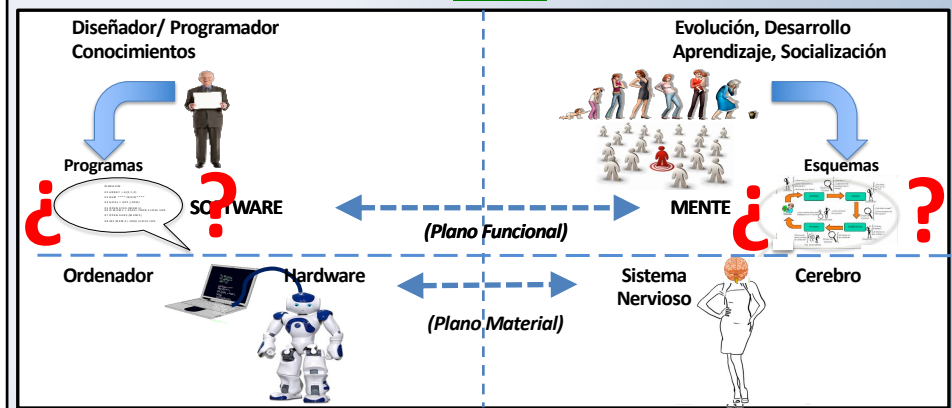 Diseñador/ Programador
Conocimientos
Evolución, Desarrollo
Aprendizaje, Socialización
Programas
Esquemas
¿
?
SOFTWARE
MENTE
¿
?
(Plano Funcional)
Ordenador
Hardware
Sistema
Nervioso
Cerebro
(Plano Material)